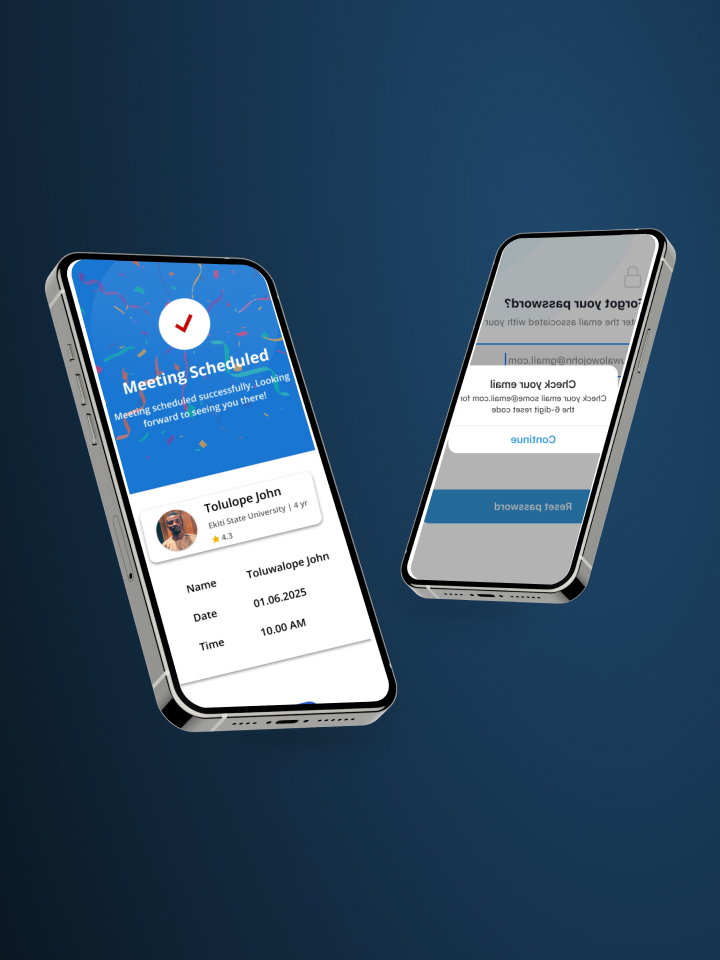 Meeting Scheduled
Meeting scheduled successfully. Looking
forward to seeing you there!
Tolulope John
Ekiti State University | 4 yr
4.3
Name Toluwalope John
Date 01.06.2025
Time 10.00 AM
Forgot your password?
ter the email associated with your
uwalowojohn@gmail.com
Check your email
Check your email some@email.com for
the 6-digit reset code
Continue
Reset password